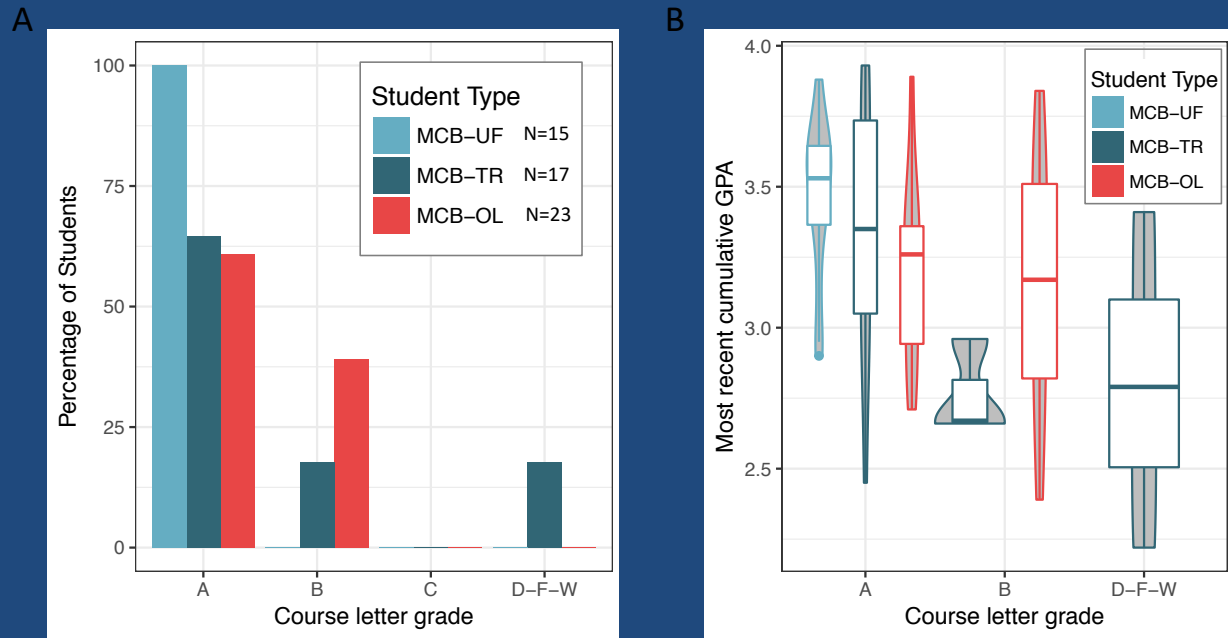 A
100
75
50
25
0
Percentage of Students
Student Type
MCB-UF N=15
MCB-TR N=17
MCB-OL N=23
A B C D-F-W
Course letter grade
B
4.0
3.5
3.0
2.5
Most recent cumulative GPA
Student Type
MCB-UF
MCB-TR
MCB-OL
A B D-F-W
Course letter grade